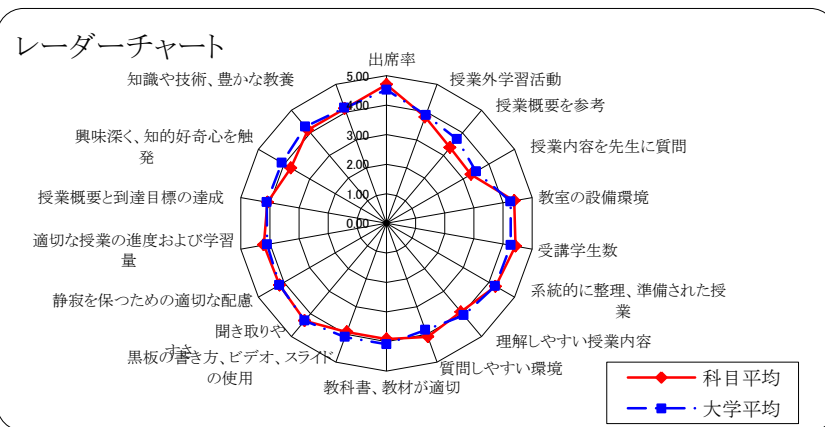 レーダーチャート
出席率
授業外学習活動
授業概要を参考
授業内容を先生に質問
教室の設備環境
受講学生数
系統的に整理、準備された授
業
理解しやすい授業内容
質問しやすい環境
教科書、教材が適切
黒板の書き方、ビデオ、スライド
の使用
聞き取りや
すさ
静寂を保つための適切な配慮
適切な授業の進度および学習
量
授業概要と到達目標の達成
興味深く、知的好奇心を触
発
知識や技術、豊かな教養
5.00
4.00
3.00
2.00
1.00
0.00
科目平均
大学平均